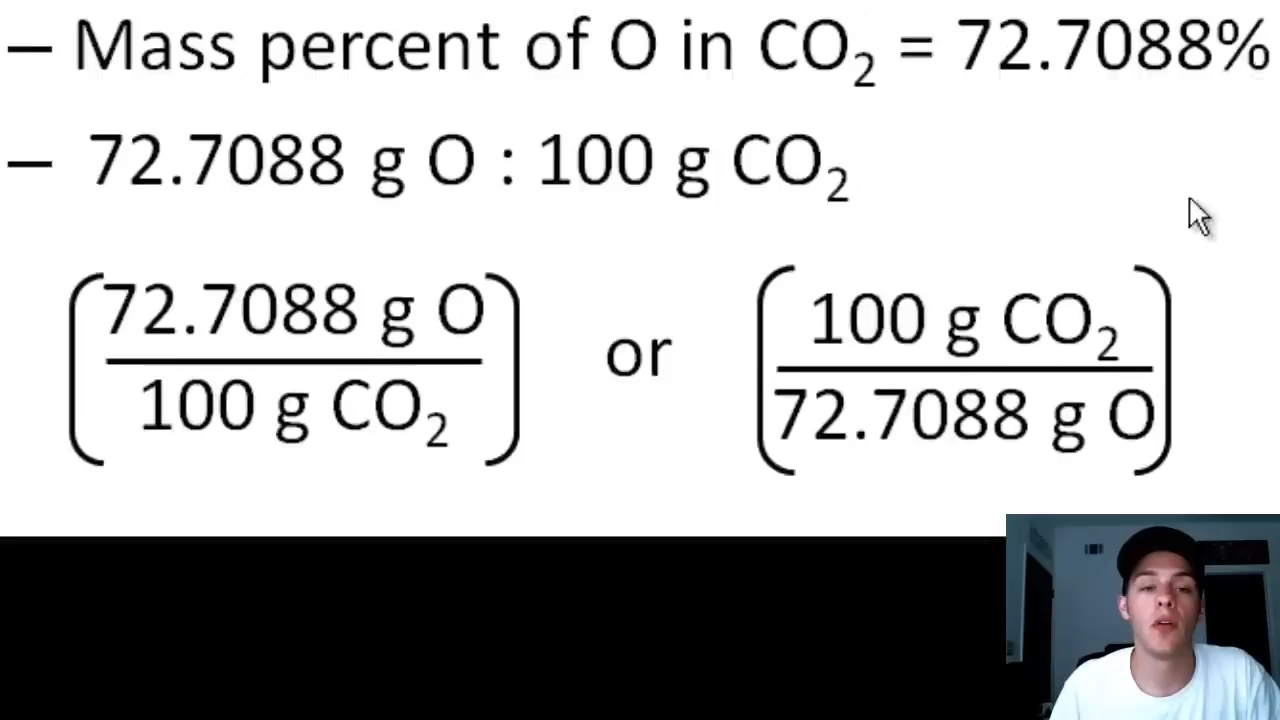 – Mass percent of O in CO₂ = 72.7088%
– 72.7088 g O : 100 g CO₂
72.7088 g O
100 g CO₂
or
100 g CO₂
72.7088 g O